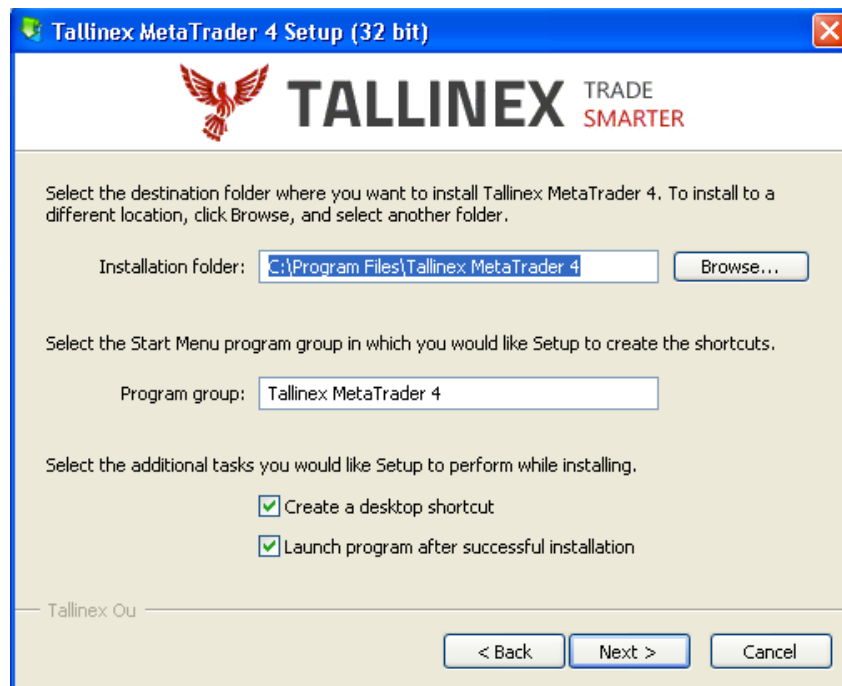 Tallinex MetaTrader 4 Setup (32 bit)
TALLINEX TRADE SMARTER
Select the destination folder where you want to install Tallinex MetaTrader 4. To install to a
different location, click Browse, and select another folder.
Installation folder: C:\Program Files\Tallinex MetaTrader 4 Browse...
Select the Start Menu program group in which you would like Setup to create the shortcuts.
Program group: Tallinex MetaTrader 4
Select the additional tasks you would like Setup to perform while installing.
Create a desktop shortcut
Launch program after successful installation
Tallinex Ou
< Back Next > Cancel